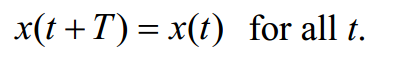 x(t + T) = x(t) for all t.